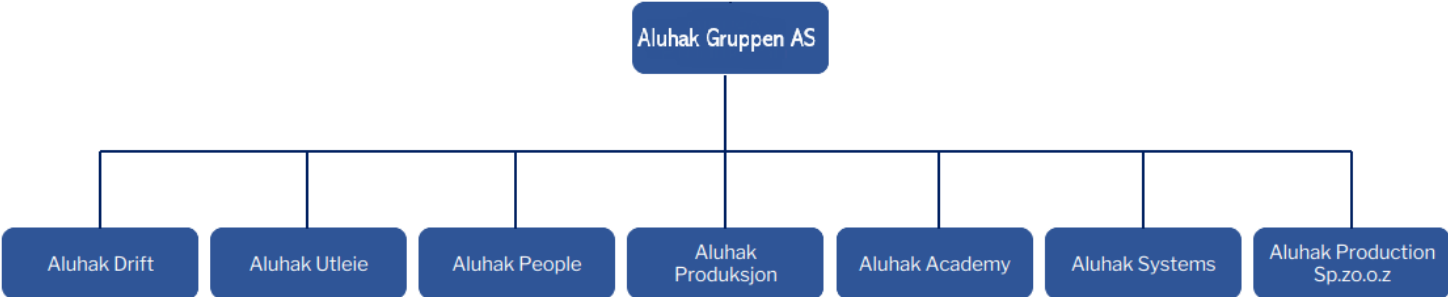 Aluhak Gruppen AS
Aluhak Drift
Aluhak Utleie
Aluhak People
Aluhak
Produksjon
Aluhak Academy
Aluhak Systems
Aluhak Production
Sp.zo.o.z